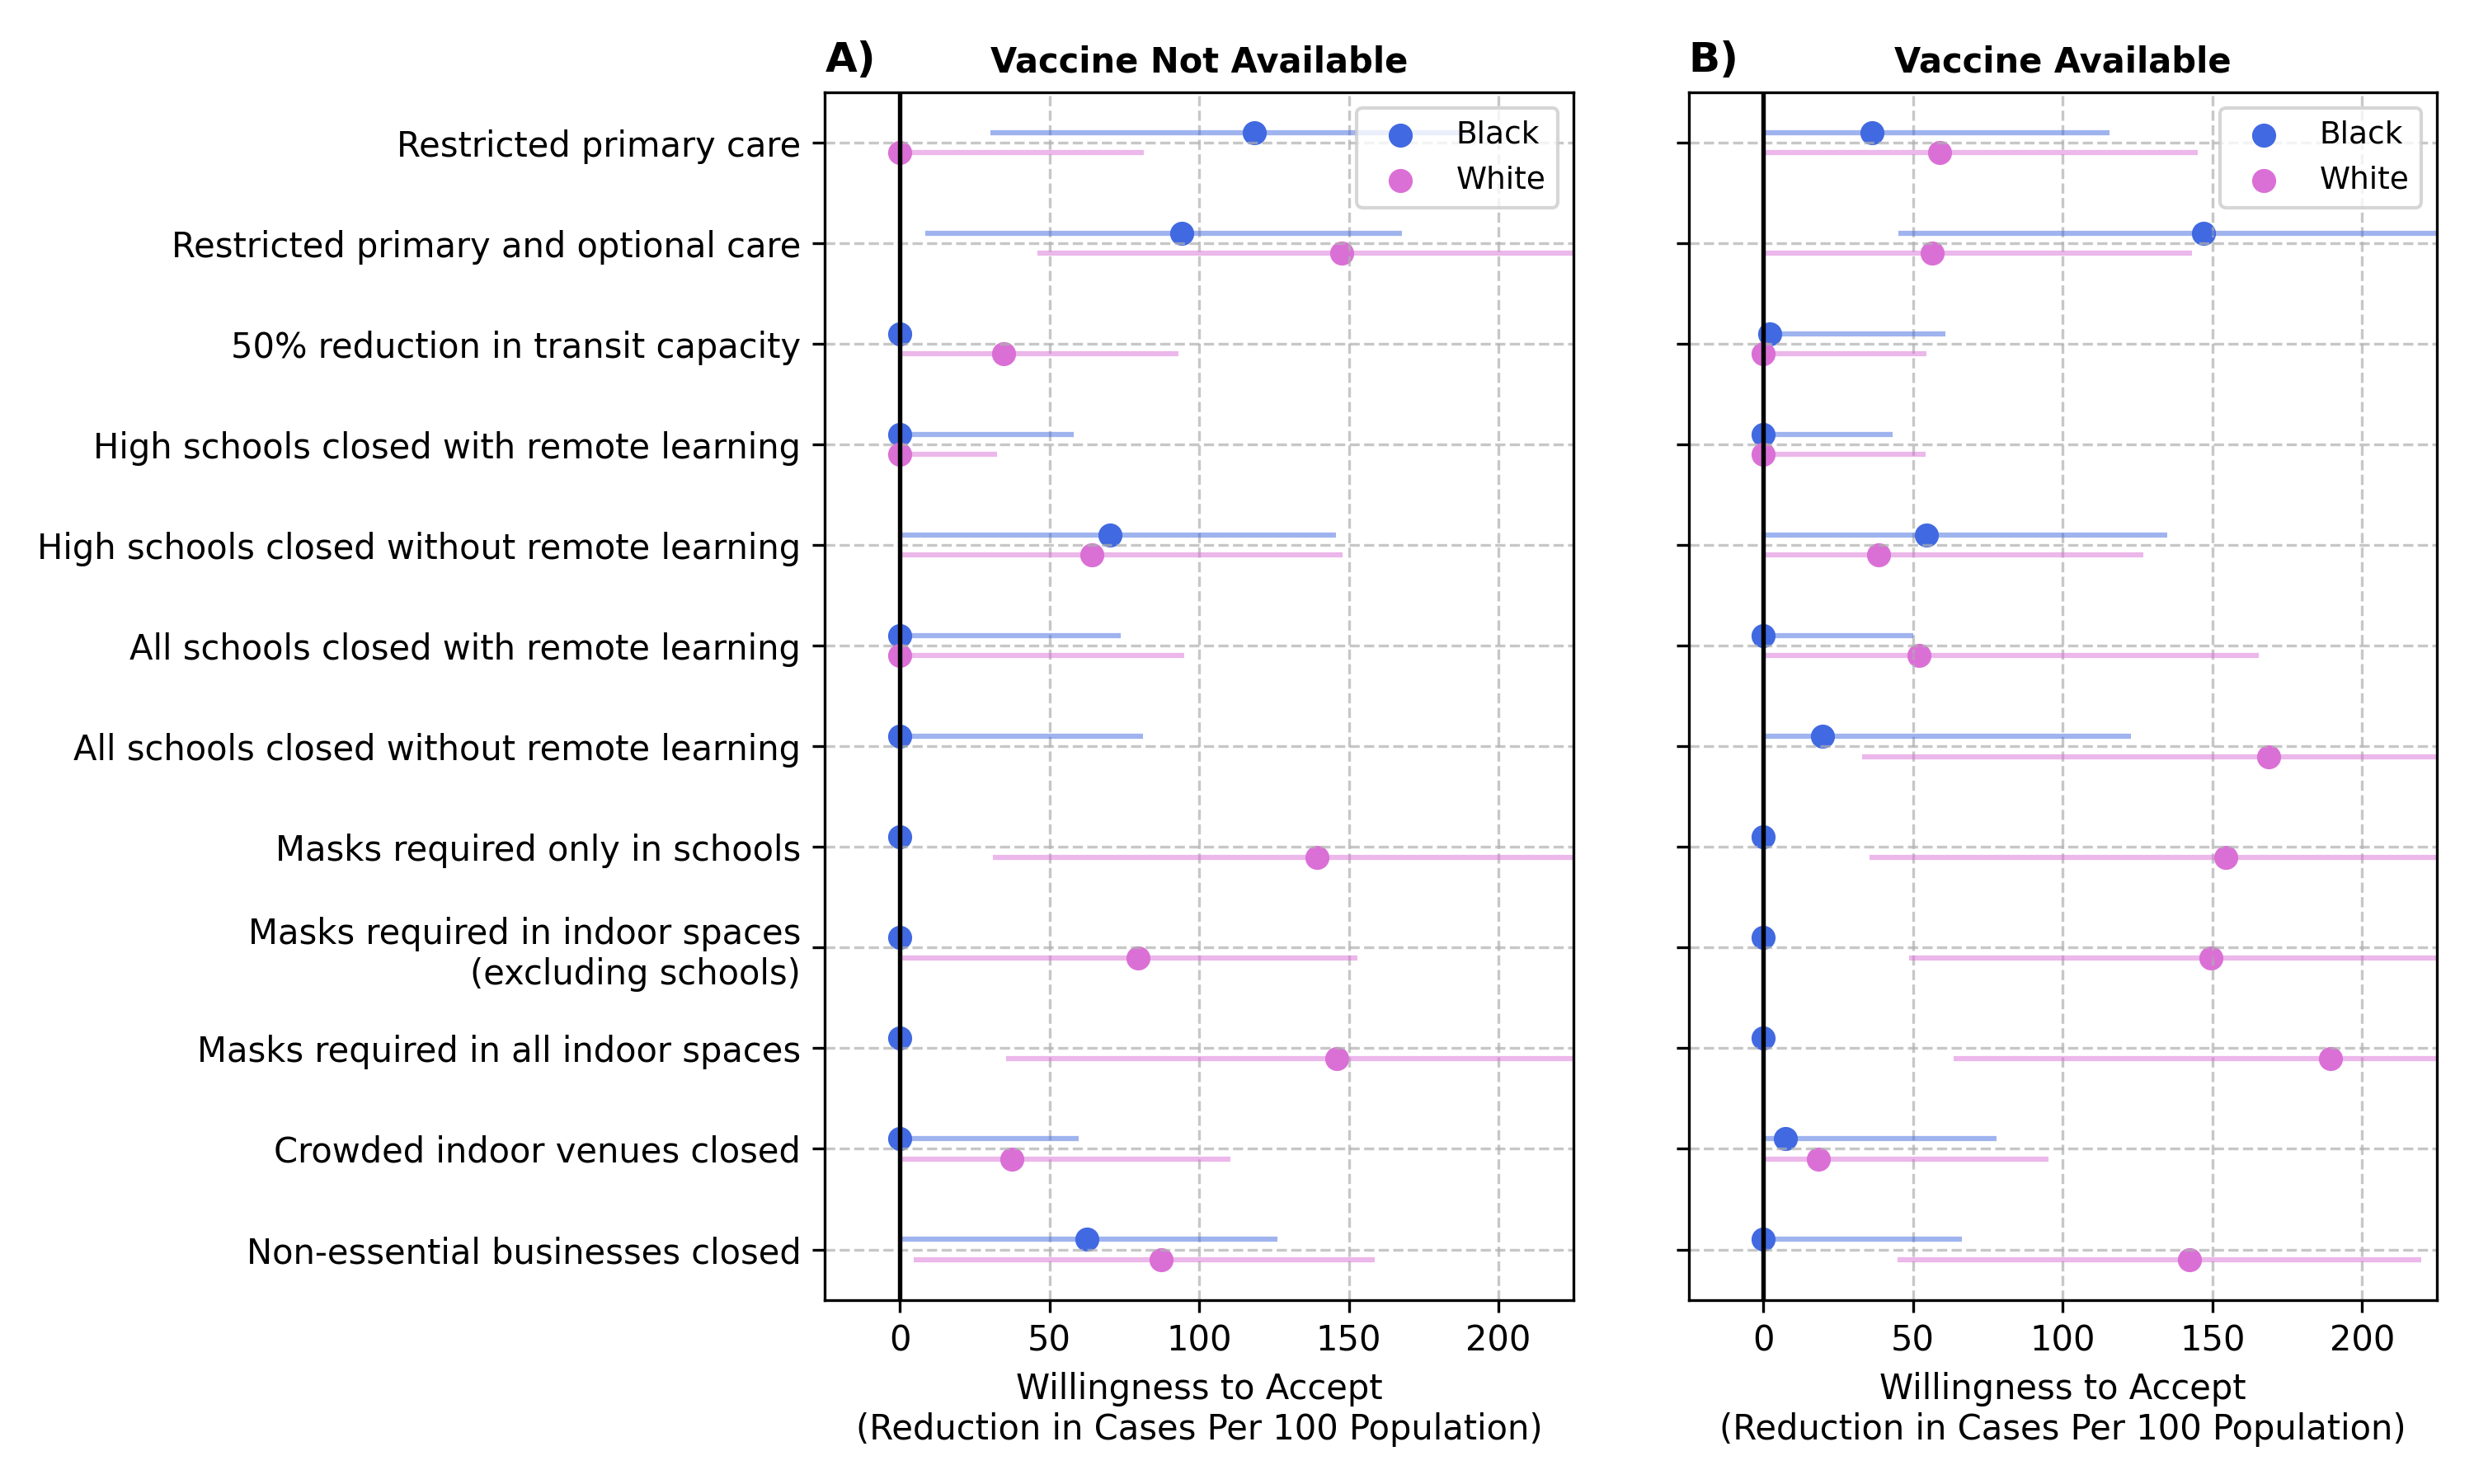 A)
Vaccine Not Available
B)
Vaccine Available
Black
White
Black
White
Restricted primary care
Restricted primary and optional care
50% reduction in transit capacity
High schools closed with remote learning
High schools closed without remote learning
All schools closed with remote learning
All schools closed without remote learning
Masks required only in schools
Masks required in indoor spaces
(excluding schools)
Masks required in all indoor spaces
Crowded indoor venues closed
Non-essential businesses closed
0 50 100 150 200
0 50 100 150 200
Willingness to Accept
(Reduction in Cases Per 100 Population)
Willingness to Accept
(Reduction in Cases Per 100 Population)